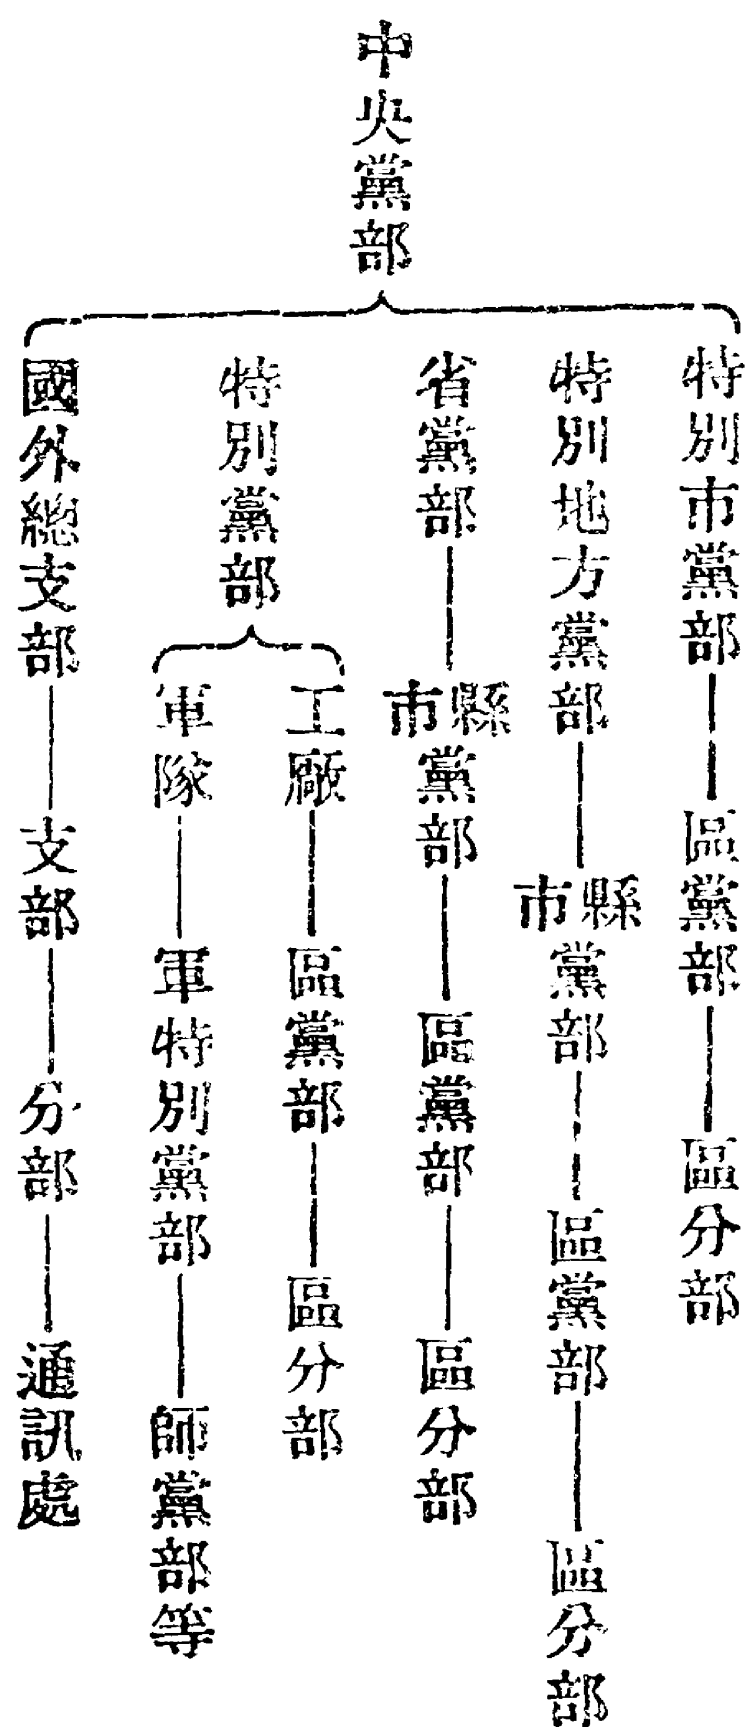 中央黨部
特別市黨部——區黨部——區分部
特別地方黨部——縣市黨部——區黨部——區分部
省黨部——縣市黨部——區黨部——區分部
特別黨部
工廠——區黨部——區分部
軍隊——軍特別黨部——師黨部等
國外總支部——支部——分部——通訊處